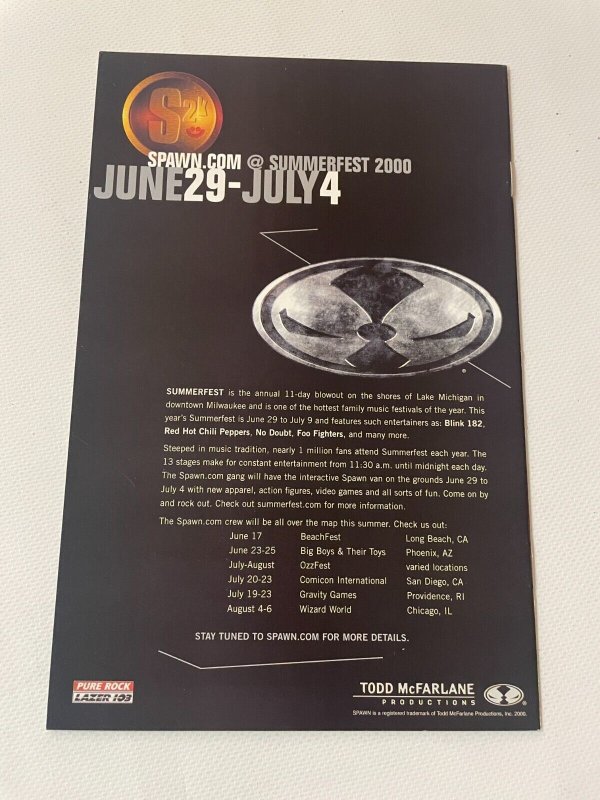 S2K
SPAWN.COM @ SUMMERFEST 2000
JUNE29-JULY4
®
SUMMERFEST is the annual 11-day blowout on the shores of Lake Michigan in
downtown Milwaukee and is one of the hottest family music festivals of the year. This
year's Summerfest is June 29 to July 9 and features such entertainers as: Blink 182,
Red Hot Chili Peppers, No Doubt, Foo Fighters, and many more.
Steeped in music tradition, nearly 1 million fans attend Summerfest each year. The
13 stages make for constant entertainment from 11:30 a.m. until midnight each day.
The Spawn.com gang will have the interactive Spawn van on the grounds June 29 to
July 4 with new apparel, action figures, video games and all sorts of fun. Come on by
and rock out. Check out summerfest.com for more information.
The Spawn.com crew will be all over the map this summer. Check us out:
June 17 BeachFest Long Beach, CA
June 23-25 Big Boys & Their Toys Phoenix, AZ
July-August OzzFest varied locations
July 20-23 Comicon International San Diego, CA
July 19-23 Gravity Games Providence, RI
August 4-6 Wizard World Chicago, IL
STAY TUNED TO SPAWN.COM FOR MORE DETAILS.
PURE ROCK
LAZER 103
TODD McFARLANE
PRODUCTIONS ®
SPAWN is a registered trademark of Todd McFarlane Productions, Inc. 2000.